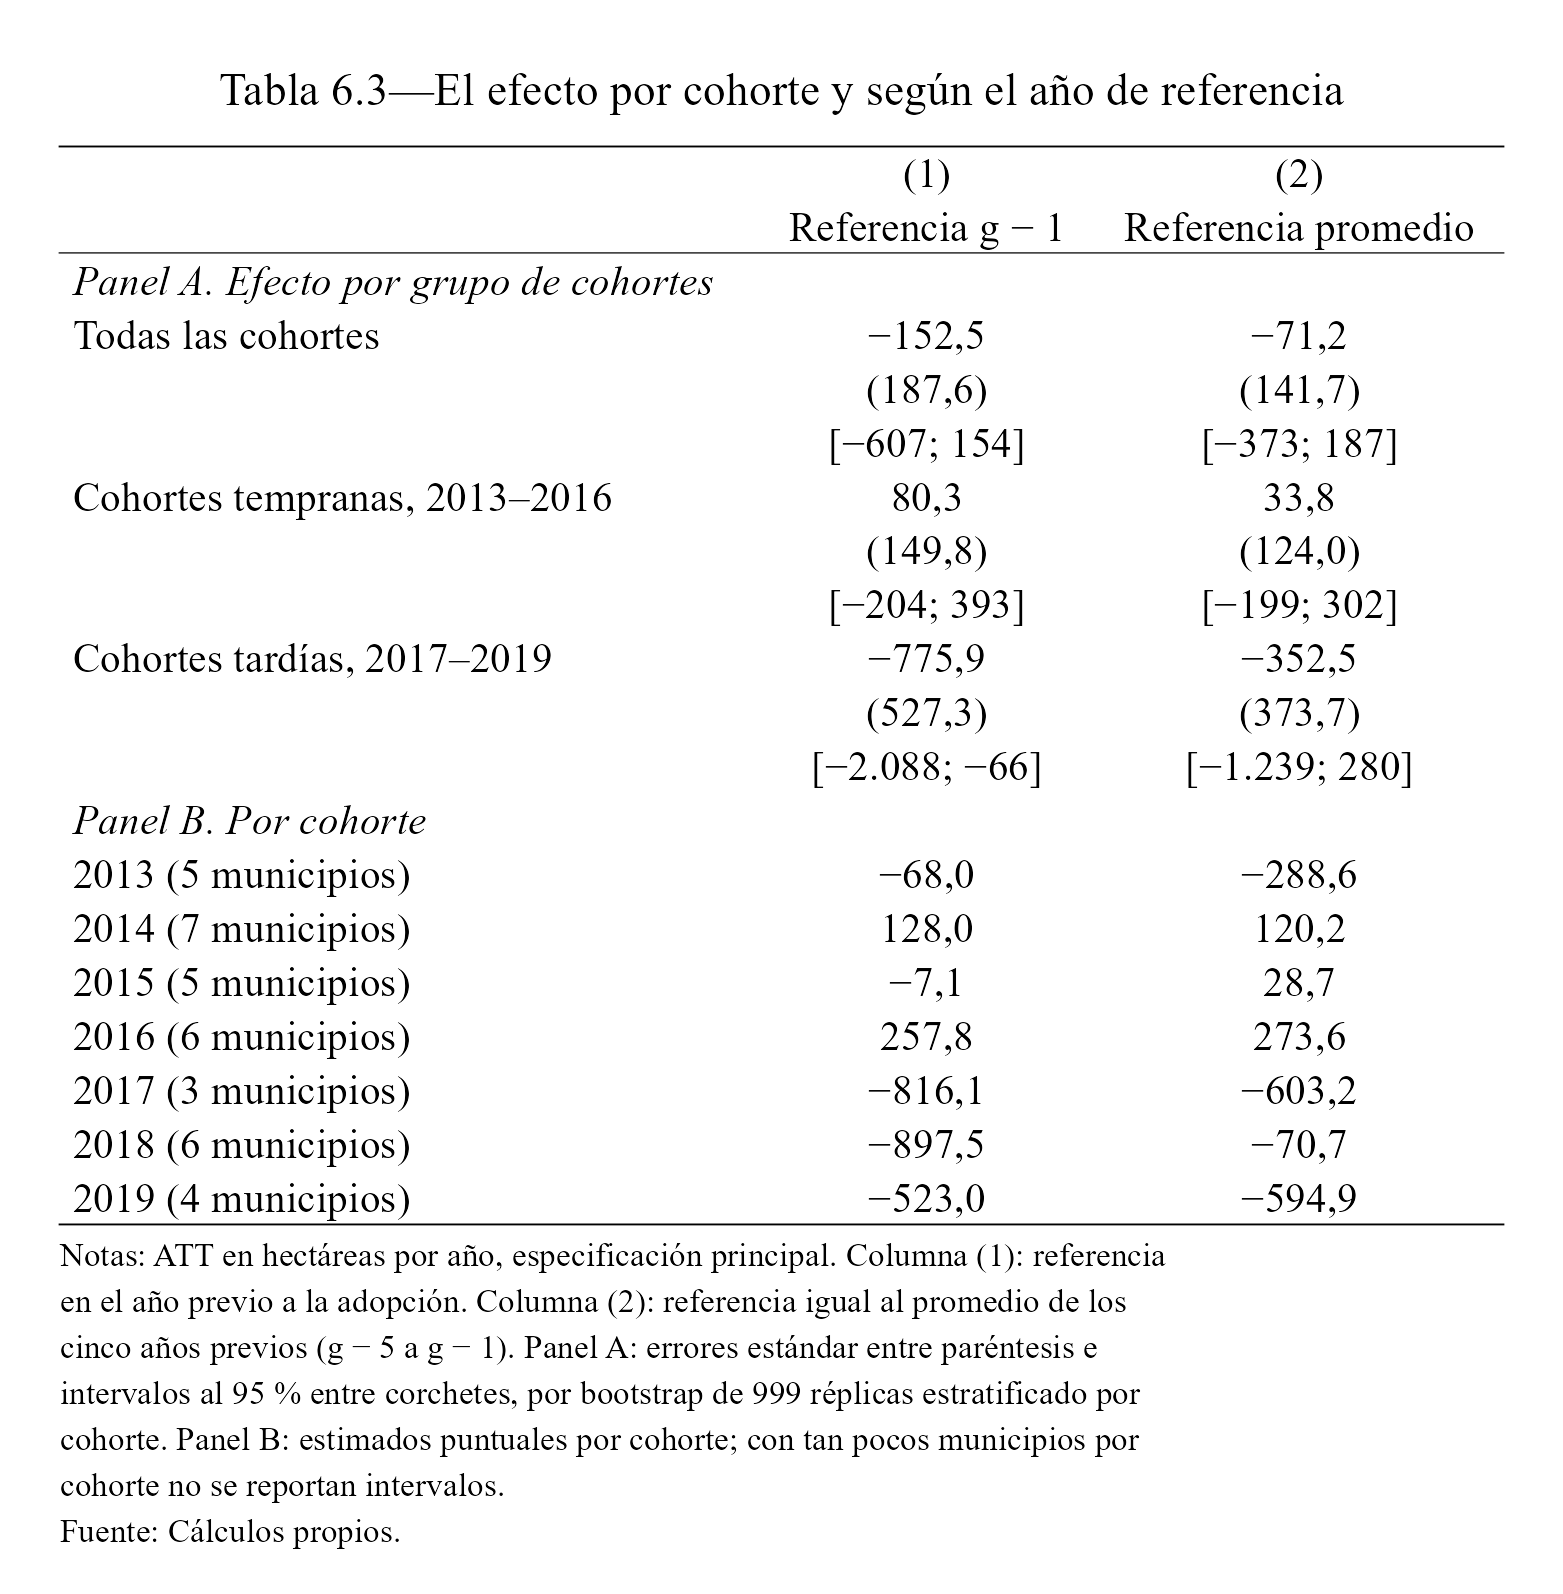 Tabla 6.3—El efecto por cohorte y según el año de referencia
(1) (2)
Referencia g − 1 Referencia promedio
Panel A. Efecto por grupo de cohortes
Todas las cohortes −152,5 −71,2
(187,6) (141,7)
[−607; 154] [−373; 187]
Cohortes tempranas, 2013–2016 80,3 33,8
(149,8) (124,0)
[−204; 393] [−199; 302]
Cohortes tardías, 2017–2019 −775,9 −352,5
(527,3) (373,7)
[−2.088; −66] [−1.239; 280]
Panel B. Por cohorte
2013 (5 municipios) −68,0 −288,6
2014 (7 municipios) 128,0 120,2
2015 (5 municipios) −7,1 28,7
2016 (6 municipios) 257,8 273,6
2017 (3 municipios) −816,1 −603,2
2018 (6 municipios) −897,5 −70,7
2019 (4 municipios) −523,0 −594,9
Notas: ATT en hectáreas por año, especificación principal. Columna (1): referencia
en el año previo a la adopción. Columna (2): referencia igual al promedio de los
cinco años previos (g − 5 a g − 1). Panel A: errores estándar entre paréntesis e
intervalos al 95 % entre corchetes, por bootstrap de 999 réplicas estratificado por
cohorte. Panel B: estimados puntuales por cohorte; con tan pocos municipios por
cohorte no se reportan intervalos.
Fuente: Cálculos propios.